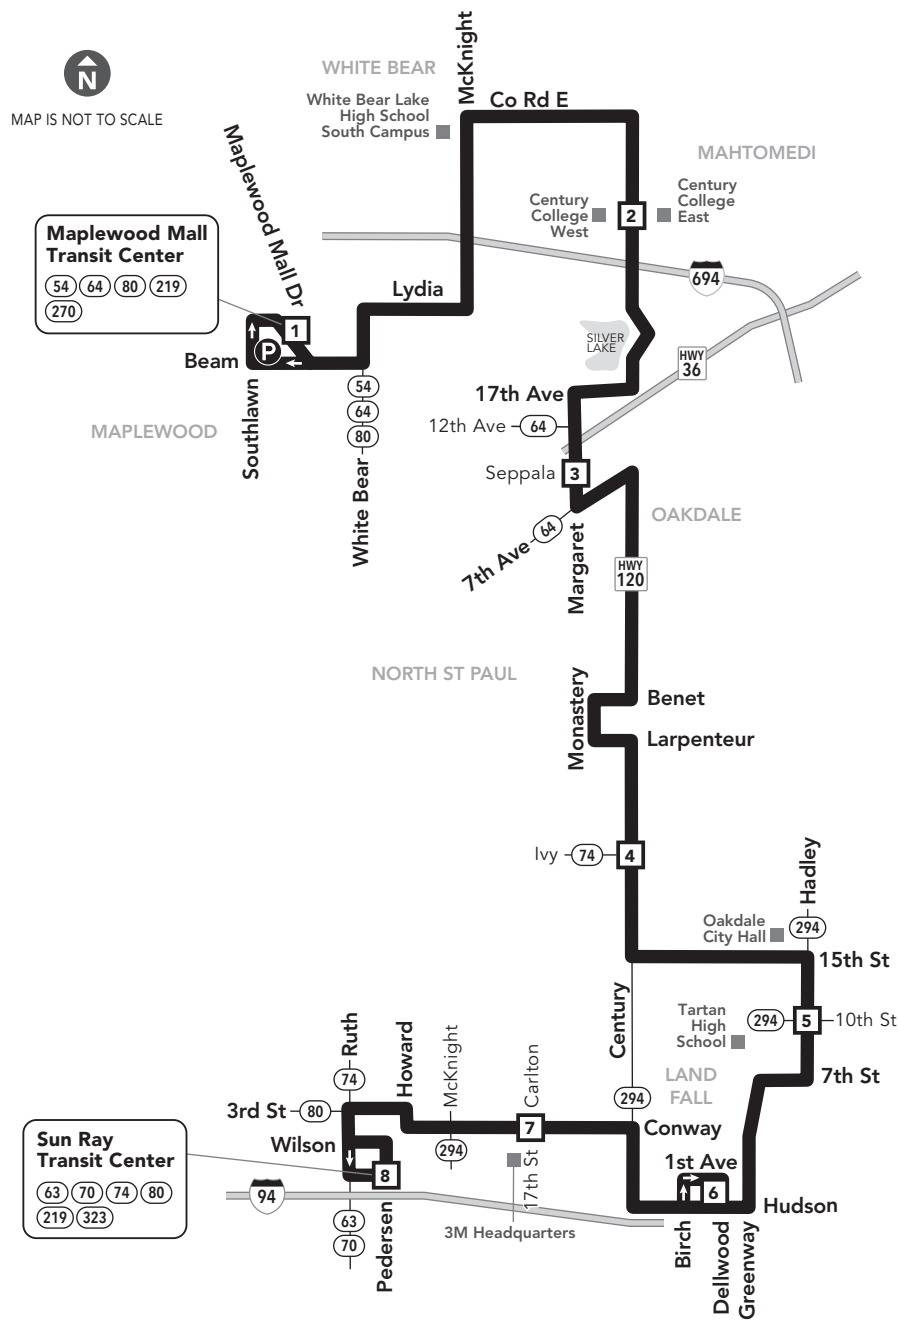 N
MAP IS NOT TO SCALE
WHITE BEAR
McKnight
Co Rd E
White Bear Lake
High School
South Campus
MAHTOMEDI
Maplewood Mall Dr
Century
College
West
2
Century
College
East
Maplewood Mall
Transit Center
54 64 80 219
270
694
Lydia
1
P
Beam
SILVER
LAKE
HWY
36
54
64
80
17th Ave
12th Ave
64
MAPLEWOOD
Southlawn
White Bear
Seppala
3
64
7th Ave
Margaret
OAKDALE
HWY
120
NORTH ST PAUL
Monastery
Benet
Larpenteur
Ivy
74
4
Hadley
Oakdale
City Hall
294
15th St
Century
Tartan
High
School
294
5
10th St
LAND
FALL
7th St
294
Ruth
Howard
McKnight
Carlton
74
3rd St
80
7
Conway
294
Wilson
Sun Ray
Transit Center
63 70 74 80
219 323
8
17th St
1st Ave
6
94
Hudson
63
70
3M Headquarters
Pedersen
Birch
Dellwood
Greenway